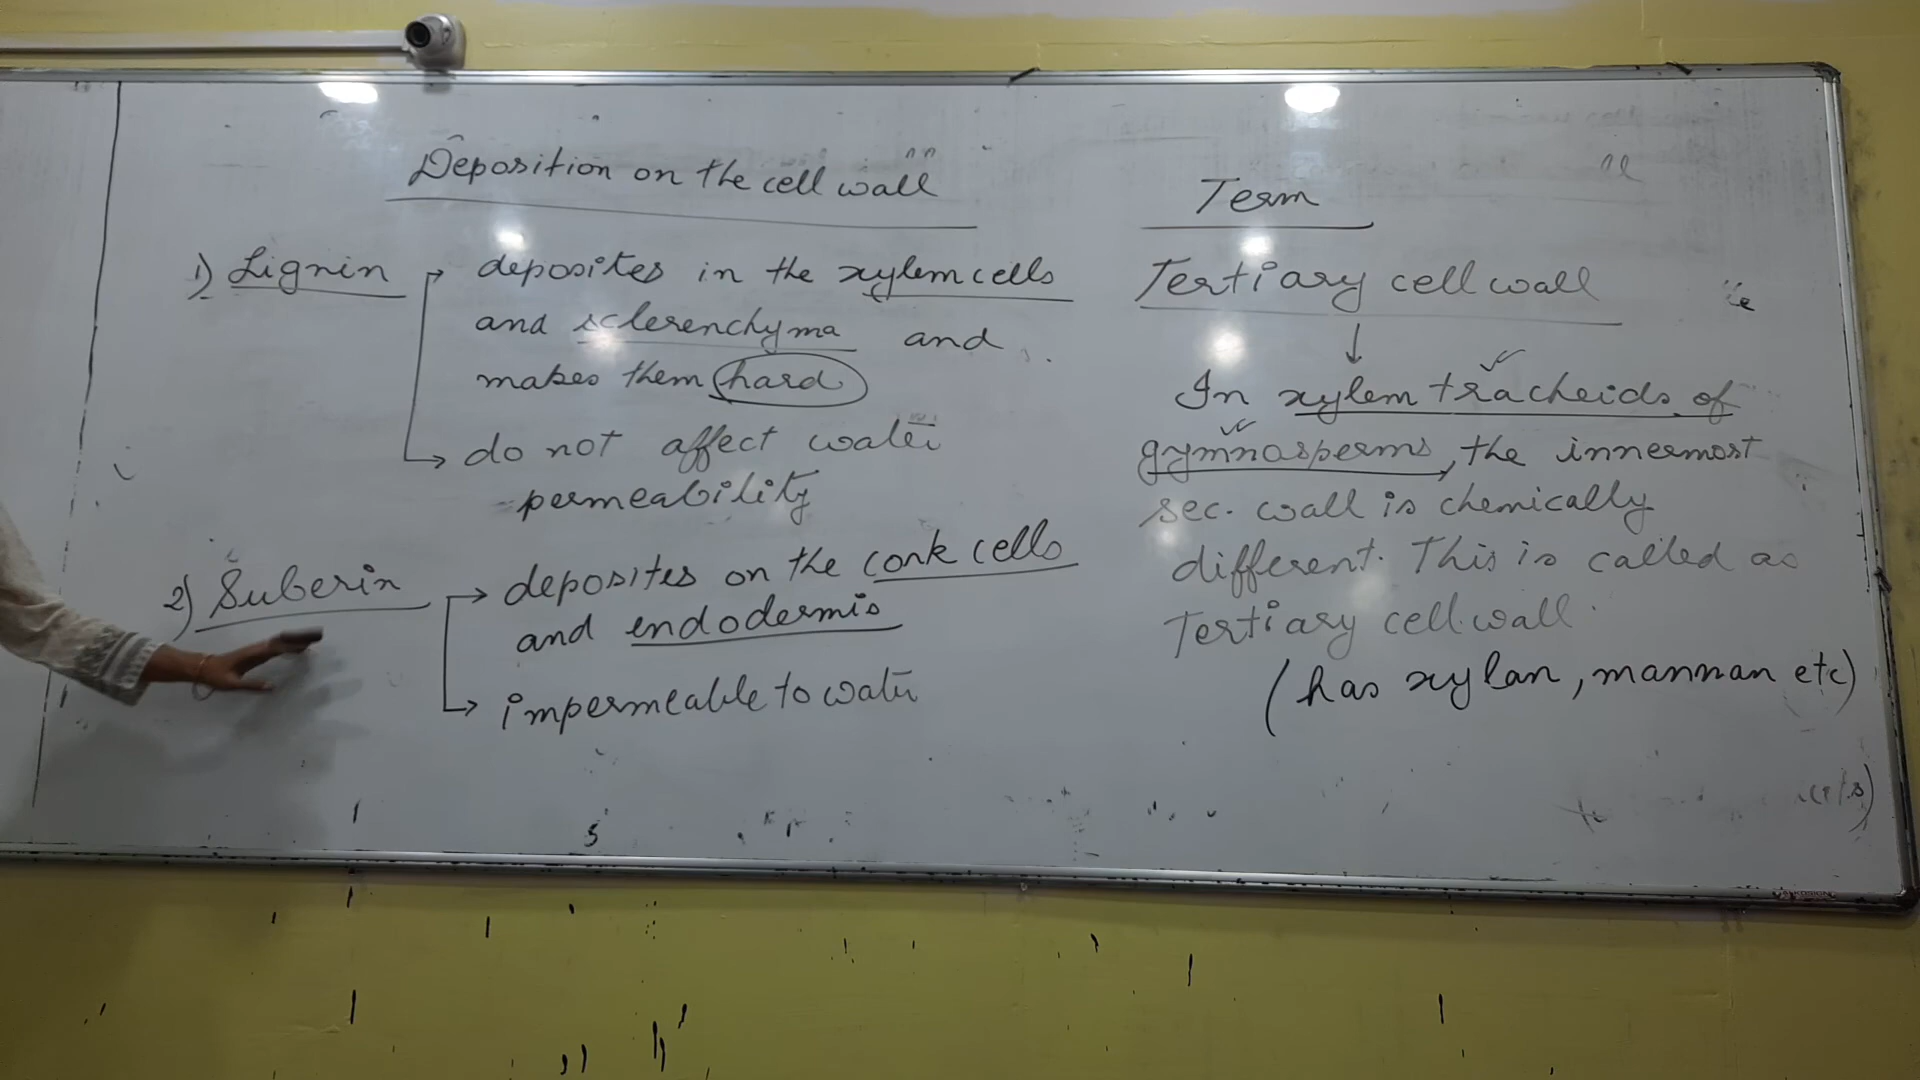 Deposition on the cell wall
1) Lignin → deposites in the xylem cells
and sclerenchyma and
makes them hard
→ do not affect water
permeability
2) Suberin → deposites on the cork cells
and endodermis
→ impermeable to water
Term
Tertiary cell wall
↓
In xylem tracheids of
gymnosperms, the innermost
sec. wall is chemically
different. This is called as
Tertiary cell wall
(has xylan, mannan etc)